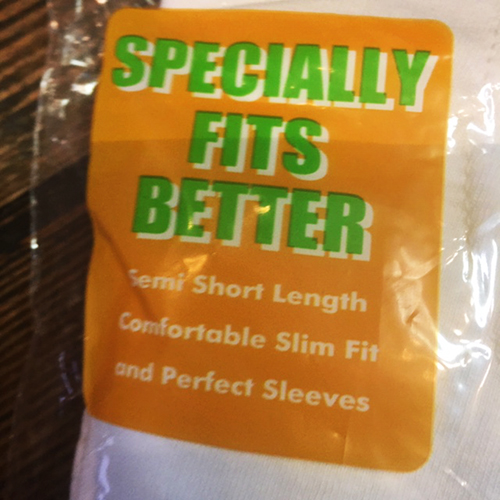 SPECIALLY
FITS
BETTER
Semi Short Length
Comfortable Slim Fit
and Perfect Sleeves